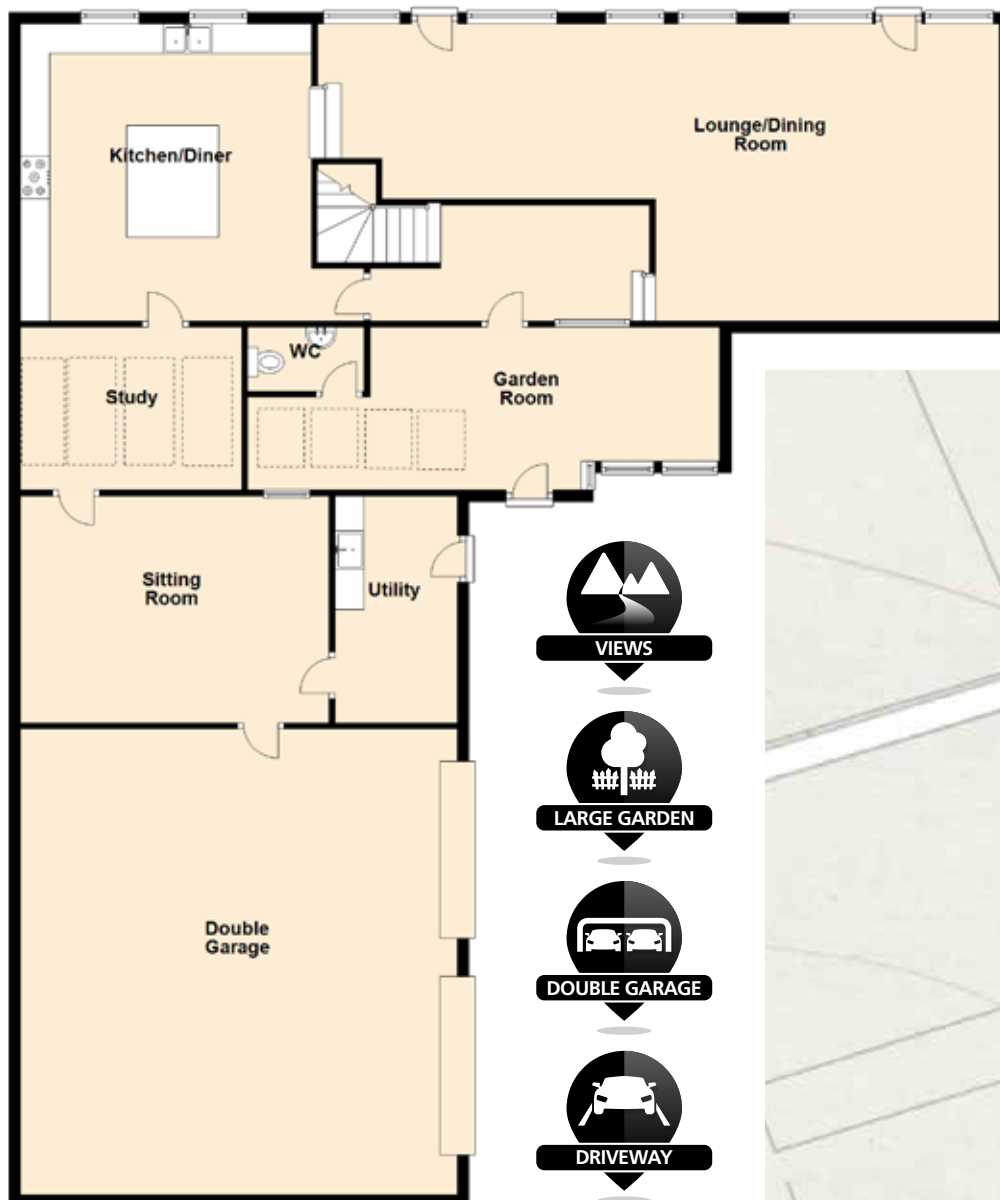 Lounge/Dining
Room
Kitchen/Diner
WC
Garden
Room
Study
Sitting
Room
Utility
VIEWS
LARGE GARDEN
Double
Garage
DOUBLE GARAGE
DRIVEWAY